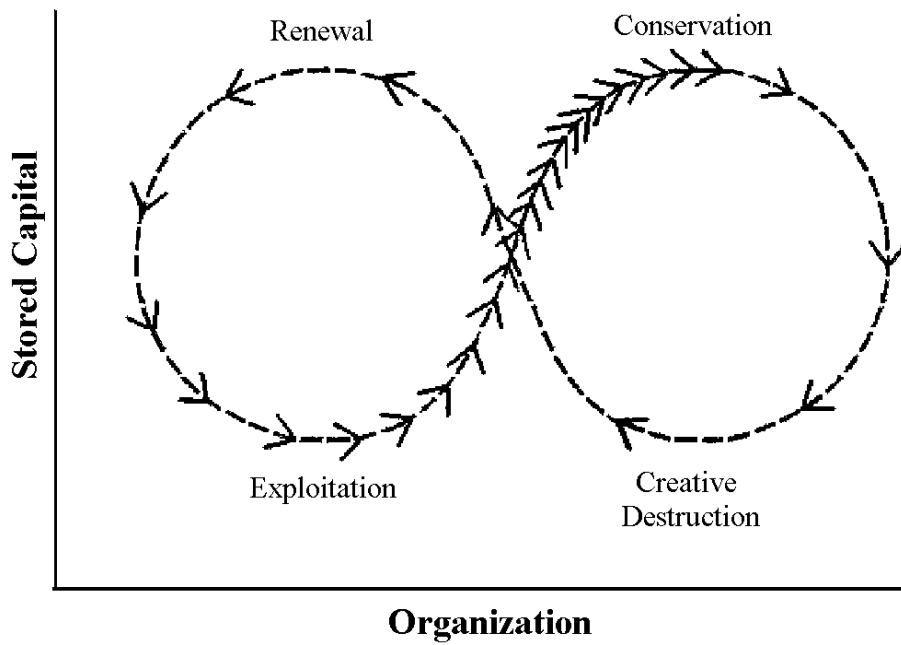 Renewal
Conservation
Stored Capital
Exploitation
Creative
Destruction
Organization